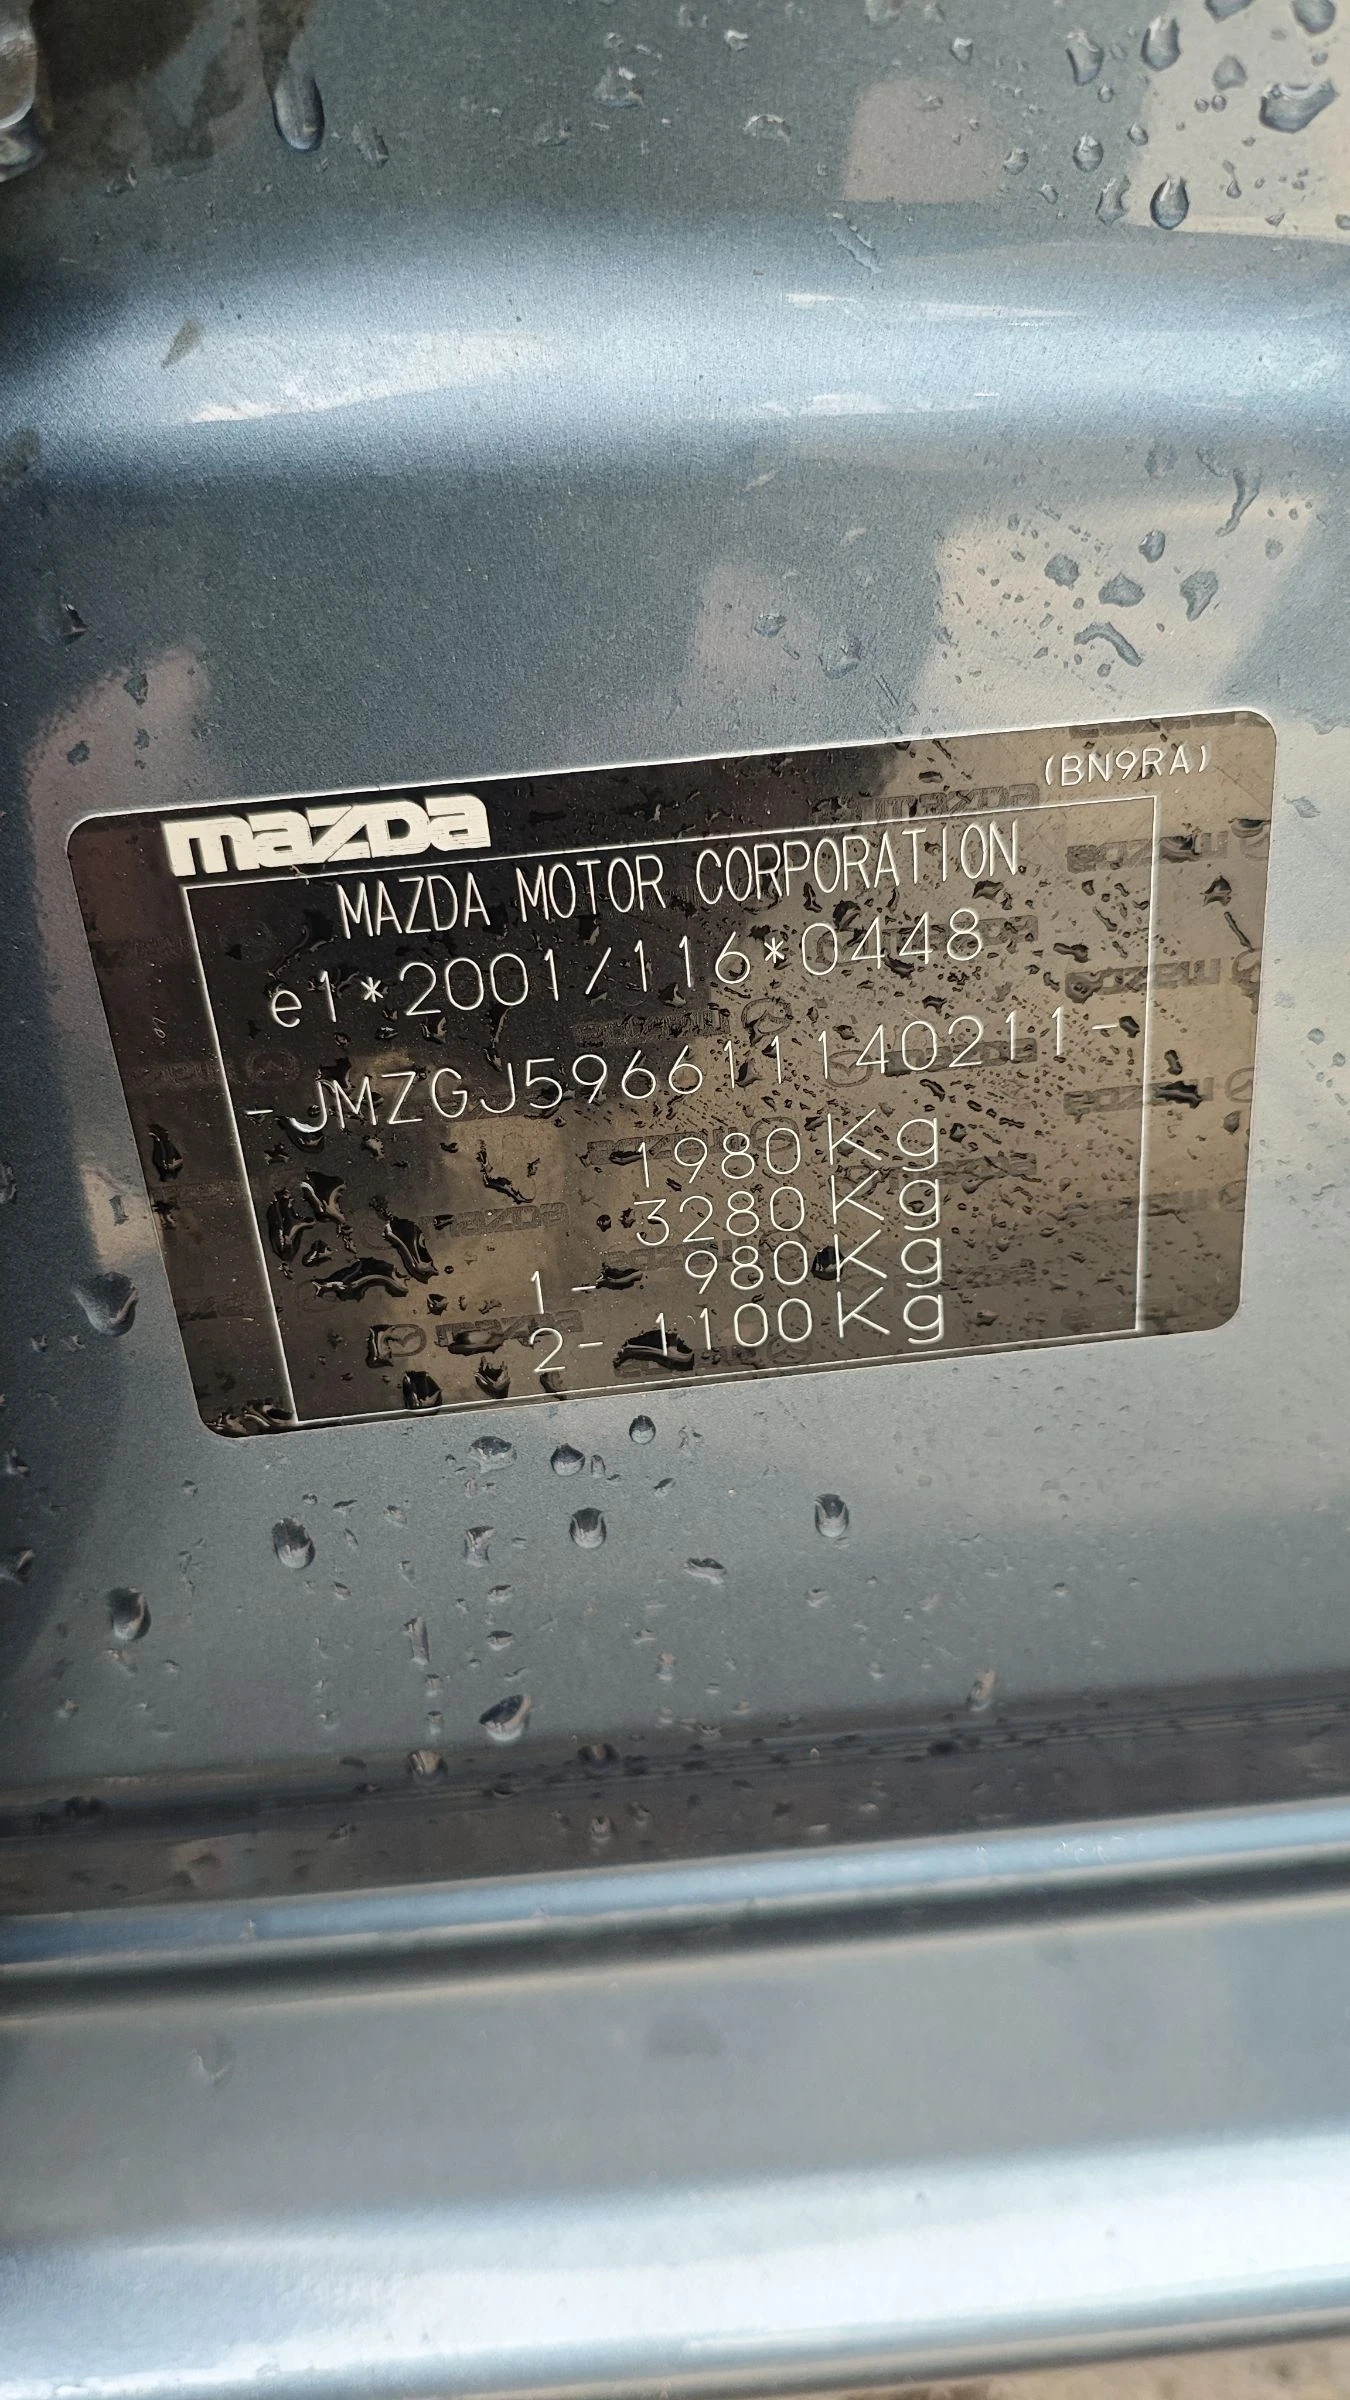 (BN9RA)
mazda
MAZDA MOTOR CORPORATION
e1*2001/116*0448
-JMZGJ596611140211-
1980Kg
3280Kg
1- 980Kg
2- 1100Kg